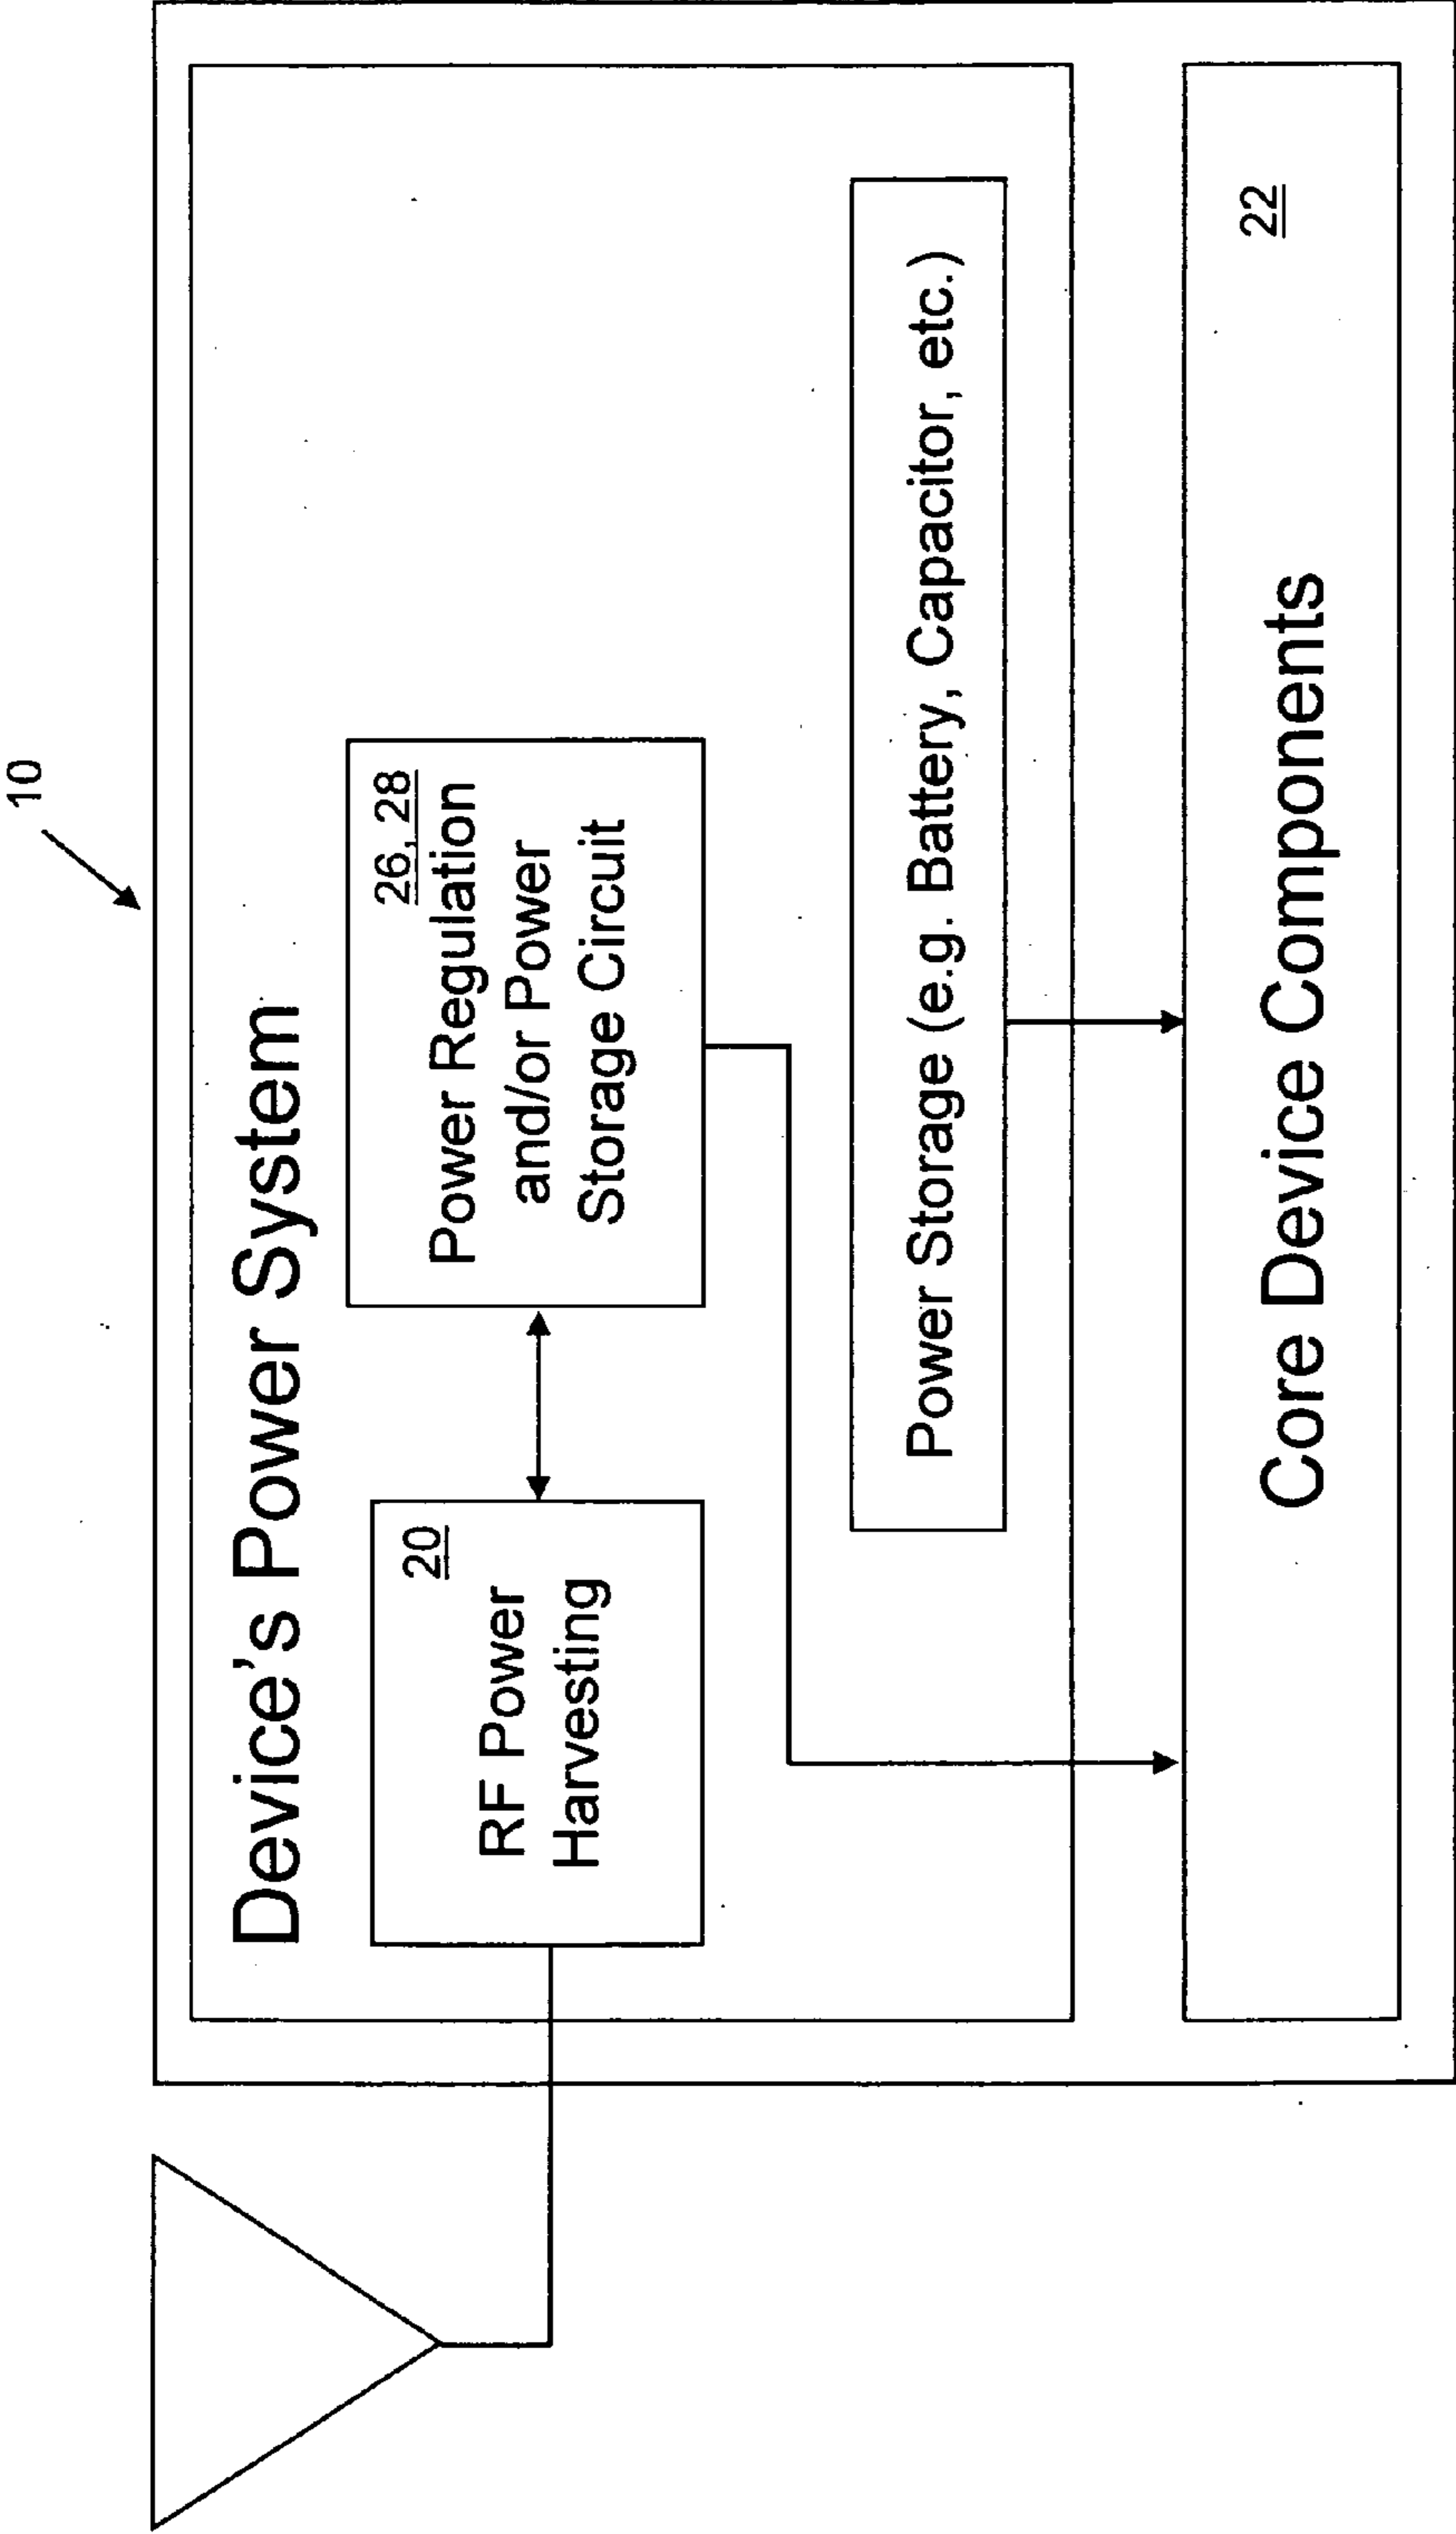 10
Device's Power System
20
RF Power
Harvesting
26, 28
Power Regulation
and/or Power
Storage Circuit
Power Storage (e.g. Battery, Capacitor, etc.)
22
Core Device Components